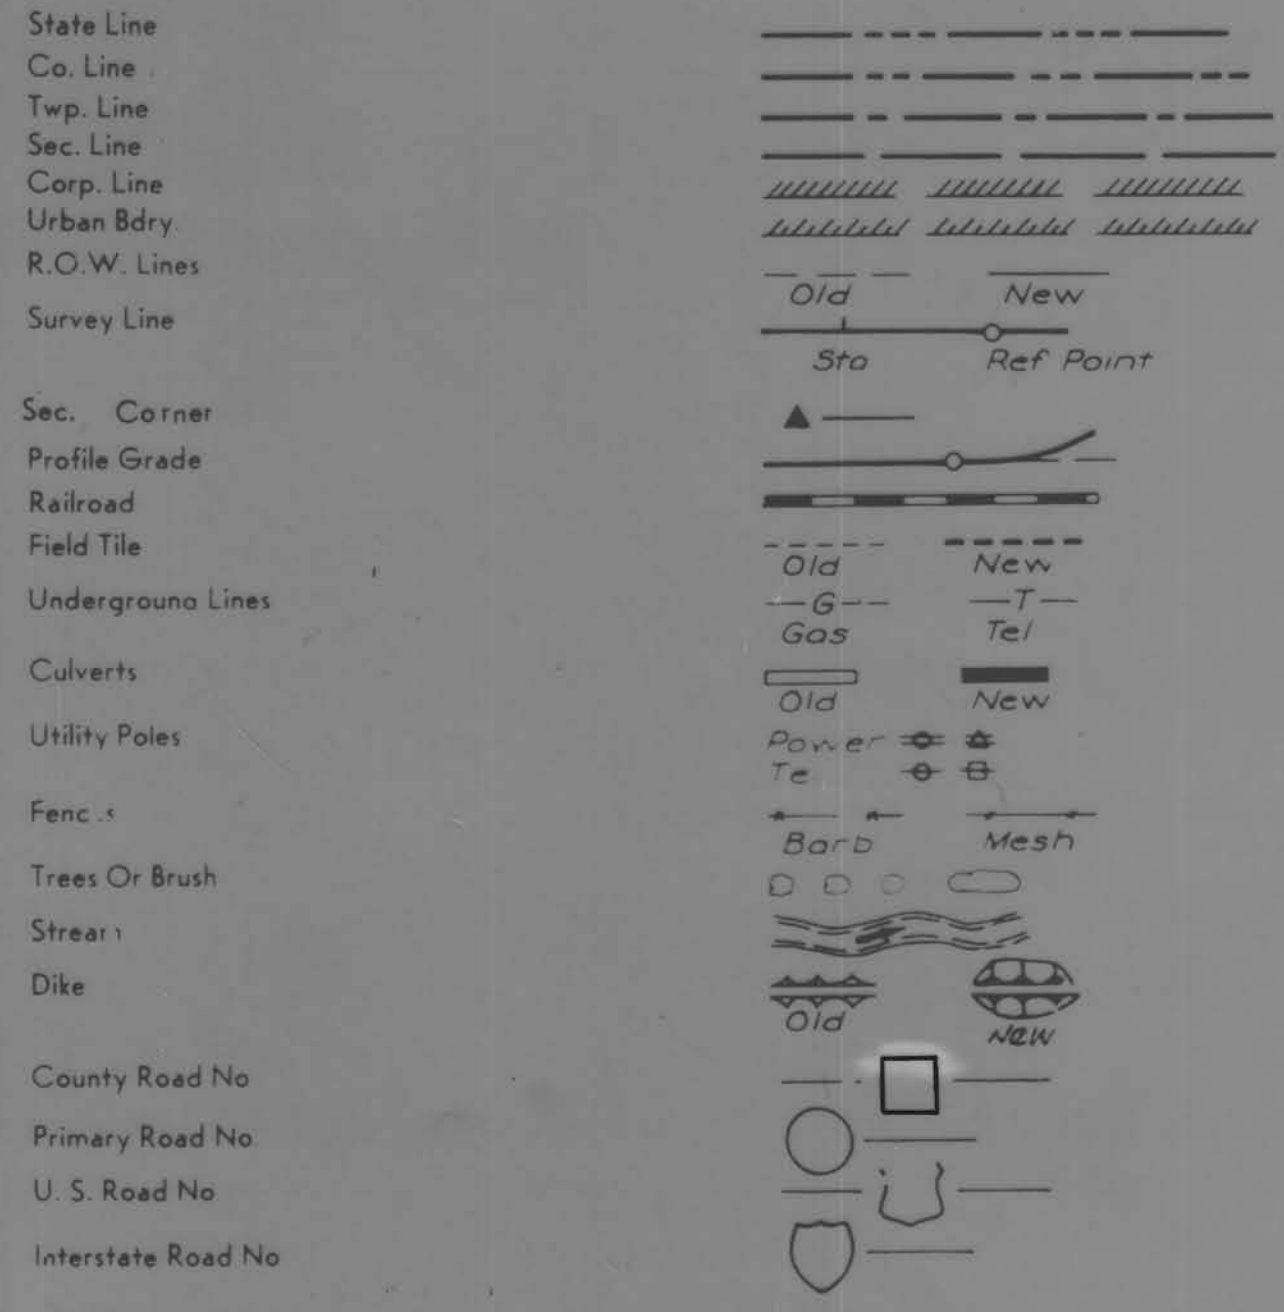 State Line
Co. Line
Twp. Line
Sec. Line
Corp. Line
Urban Bdry.
R.O.W. Lines
Old New
Survey Line
Sta Ref Point
Sec. Corner
Profile Grade
Railroad
Field Tile
Old New
Underground Lines —G— —T—
Gas Tel
Culverts
Old New
Utility Poles Power
Te
Fenc s
Barb Mesh
Trees Or Brush
Stream
Dike
Old New
County Road No
Primary Road No
U. S. Road No
Interstate Road No